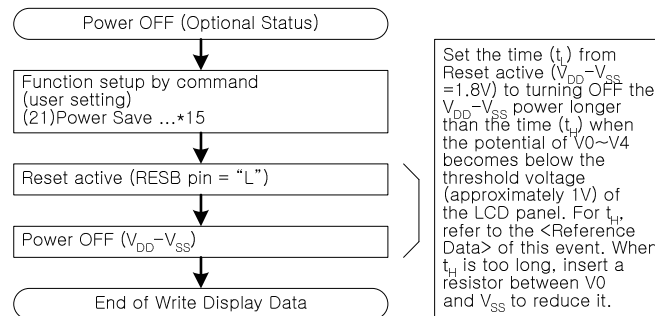 Power OFF (Optional Status)
Function setup by command
(user setting)
(21)Power Save ...*15
Reset active (RESB pin = “L”)
Power OFF (VDD-VSS)
End of Write Display Data
Set the time (tL) from
Reset active (VDD-VSS
=1.8V) to turning OFF the
VDD-VSS power longer
than the time (tH) when
the potential of V0~V4
becomes below the
threshold voltage
(approximately 1V) of
the LCD panel. For tH,
refer to the <Reference
Data> of this event. When
tH is too long, insert a
resistor between V0
and VSS to reduce it.